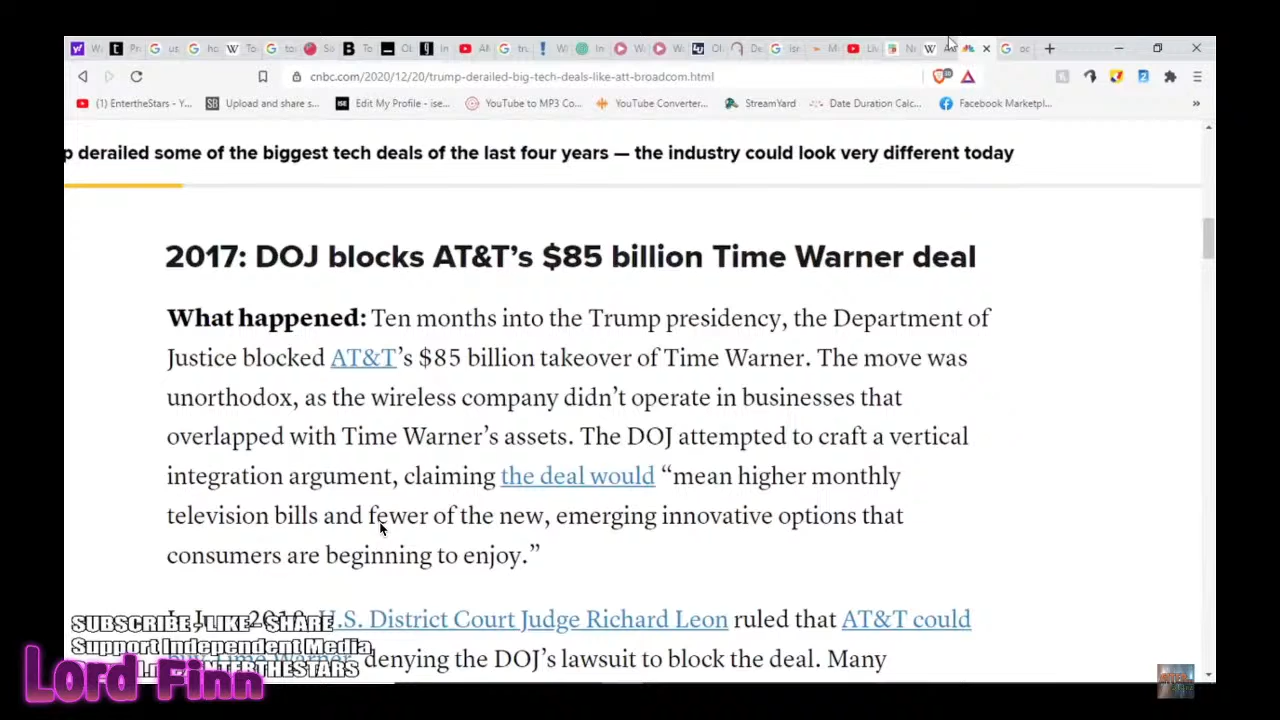 cnbc.com/2020/12/20/trump-derailed-big-tech-deals-like-att-broadcom.html
(1) EntertheStars - Y... Upload and share s... Edit My Profile - ise... YouTube to MP3 Co... YouTube Converter... StreamYard Date Duration Calc... Facebook Marketpl...
p derailed some of the biggest tech deals of the last four years — the industry could look very different today
2017: DOJ blocks AT&T’s $85 billion Time Warner deal
What happened: Ten months into the Trump presidency, the Department of
Justice blocked AT&T’s $85 billion takeover of Time Warner. The move was
unorthodox, as the wireless company didn’t operate in businesses that
overlapped with Time Warner’s assets. The DOJ attempted to craft a vertical
integration argument, claiming the deal would “mean higher monthly
television bills and fewer of the new, emerging innovative options that
consumers are beginning to enjoy.”
U.S. District Court Judge Richard Leon ruled that AT&T could
denying the DOJ’s lawsuit to block the deal. Many
SUBSCRIBE - LIKE - SHARE
Support Independent Media
Lord Finn